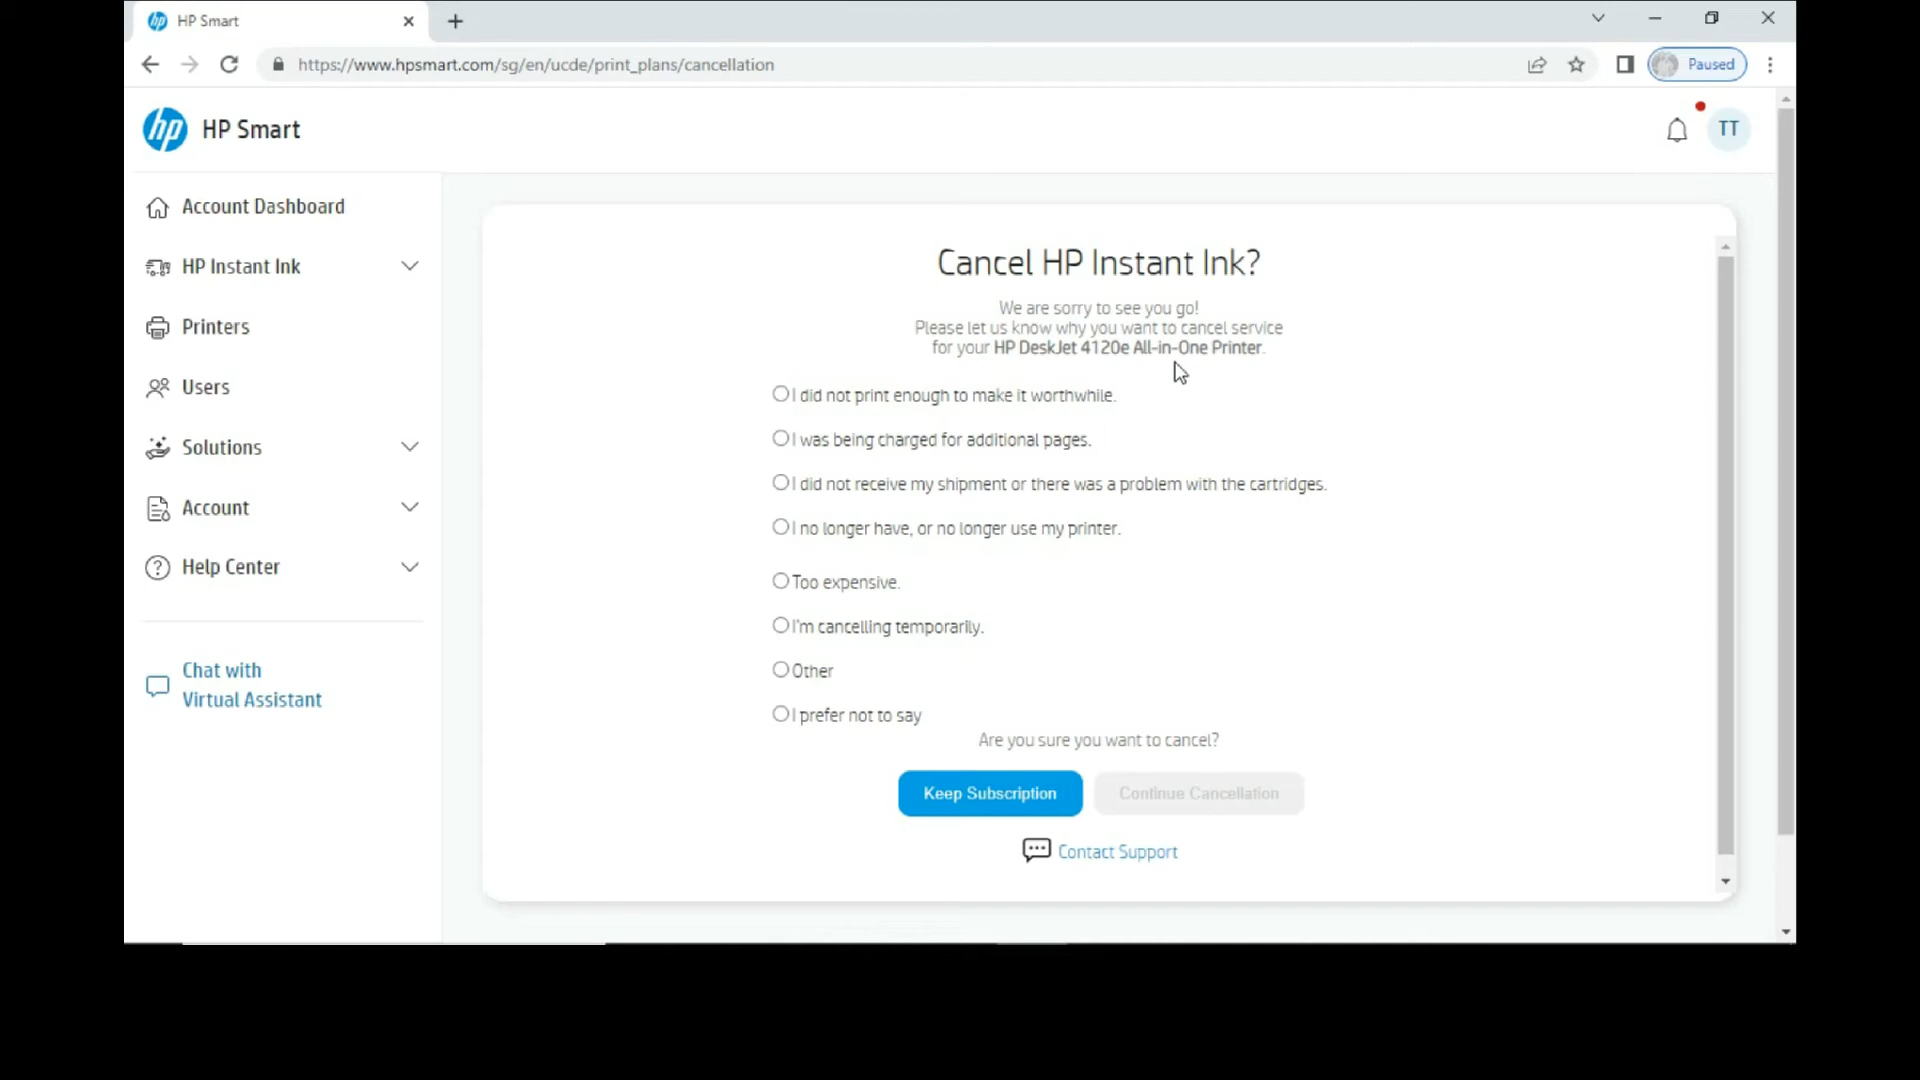 HP Smart
https://www.hpsmart.com/sg/en/ucde/print_plans/cancellation
Paused
hp HP Smart
TT
Account Dashboard
HP Instant Ink
Printers
Users
Solutions
Account
Help Center
Chat with
Virtual Assistant
Cancel HP Instant Ink?
We are sorry to see you go!
Please let us know why you want to cancel service
for your HP DeskJet 4120e All-in-One Printer.
I did not print enough to make it worthwhile.
I was being charged for additional pages.
I did not receive my shipment or there was a problem with the cartridges.
I no longer have, or no longer use my printer.
Too expensive.
I'm cancelling temporarily.
Other
I prefer not to say
Are you sure you want to cancel?
Keep Subscription Continue Cancellation
Contact Support